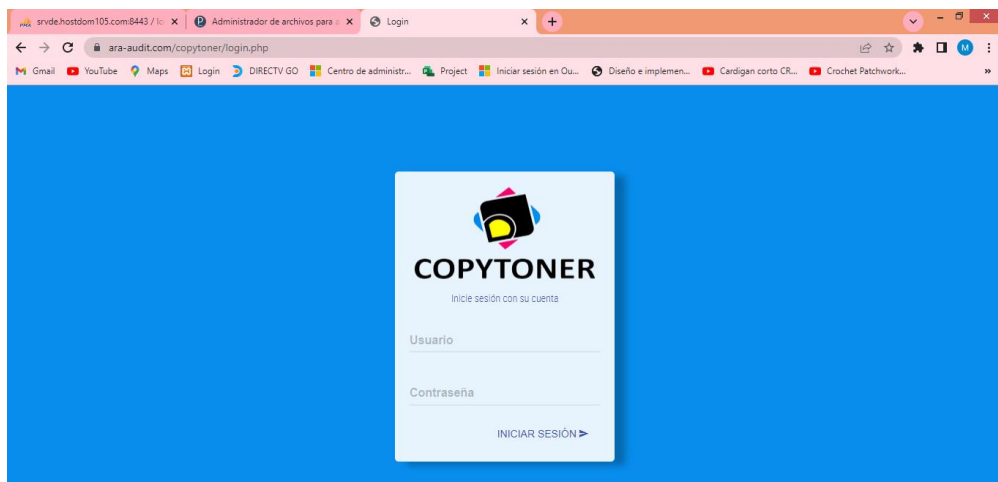 srvde.hostdom105.com:8443 / lo
Administrador de archivos para a
Login
ara-audit.com/copytoner/login.php
M
Gmail
YouTube
Maps
Login
DIRECTV GO
Centro de administr...
Project
Iniciar sesión en Ou...
Diseño e implemen...
Cardigan corto CR...
Crochet Patchwork...
»
COPYTONER
Inicie sesión con su cuenta
Usuario
Contraseña
INICIAR SESIÓN